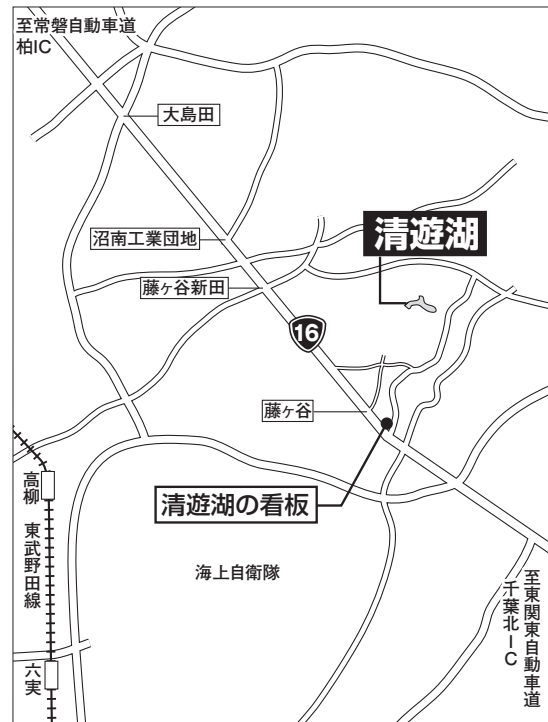 至常磐自動車道
柏IC
大島田
沼南工業団地
清遊湖
藤ヶ谷新田
16
藤ヶ谷
清遊湖の看板
高柳
東武野田線
海上自衛隊
六実
至東関東自動車道
千葉北IC